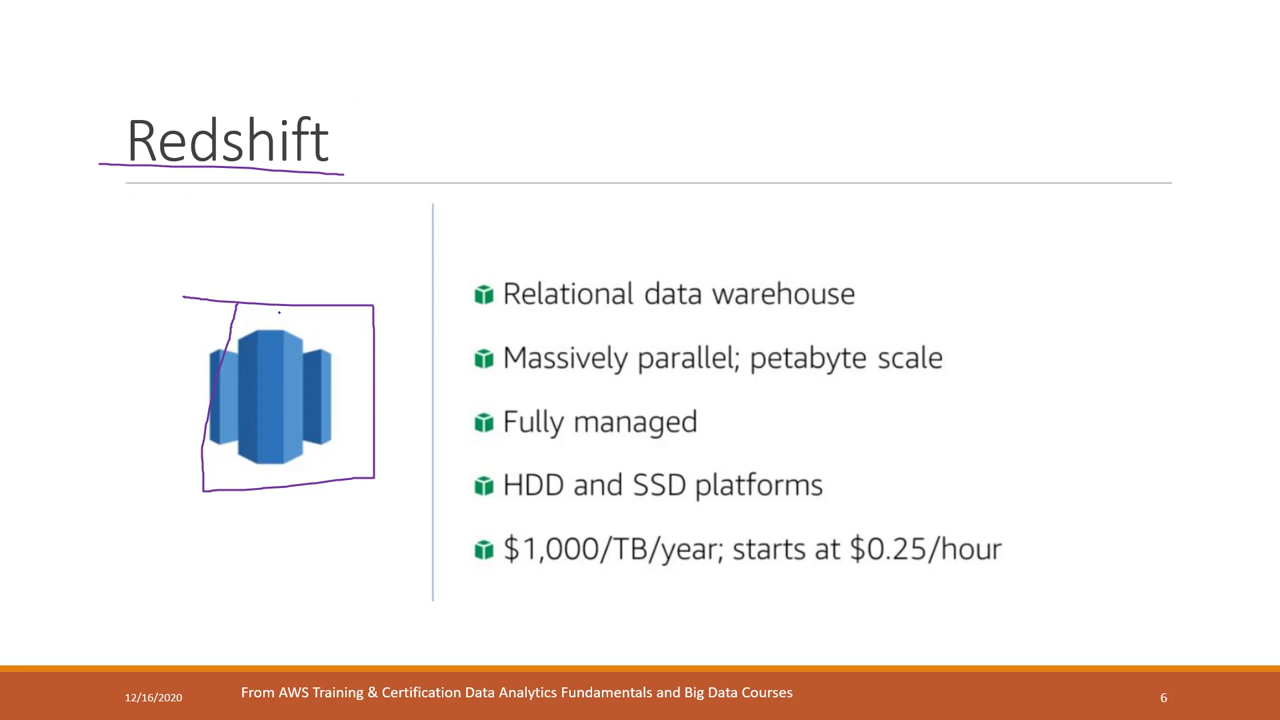 Redshift
Relational data warehouse
Massively parallel; petabyte scale
Fully managed
HDD and SSD platforms
$1,000/TB/year; starts at $0.25/hour
12/16/2020
From AWS Training & Certification Data Analytics Fundamentals and Big Data Courses
6